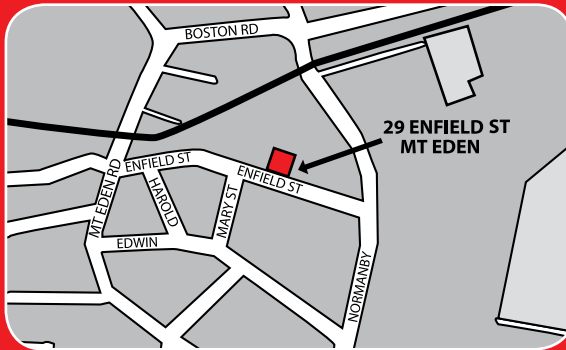 BOSTON RD
29 ENFIELD ST
MT EDEN
ENFIELD ST
ENFIELD ST
MT EDEN RD
HAROLD
MARY ST
EDWIN
NORMANBY